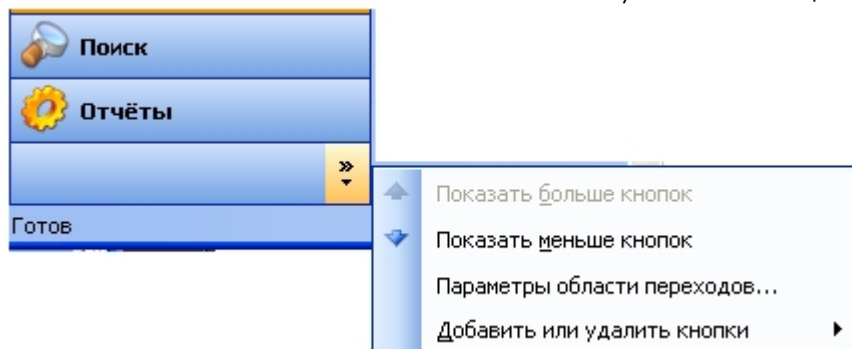 Поиск
Отчёты
Готов
Показать больше кнопок
Показать меньше кнопок
Параметры области переходов...
Добавить или удалить кнопки